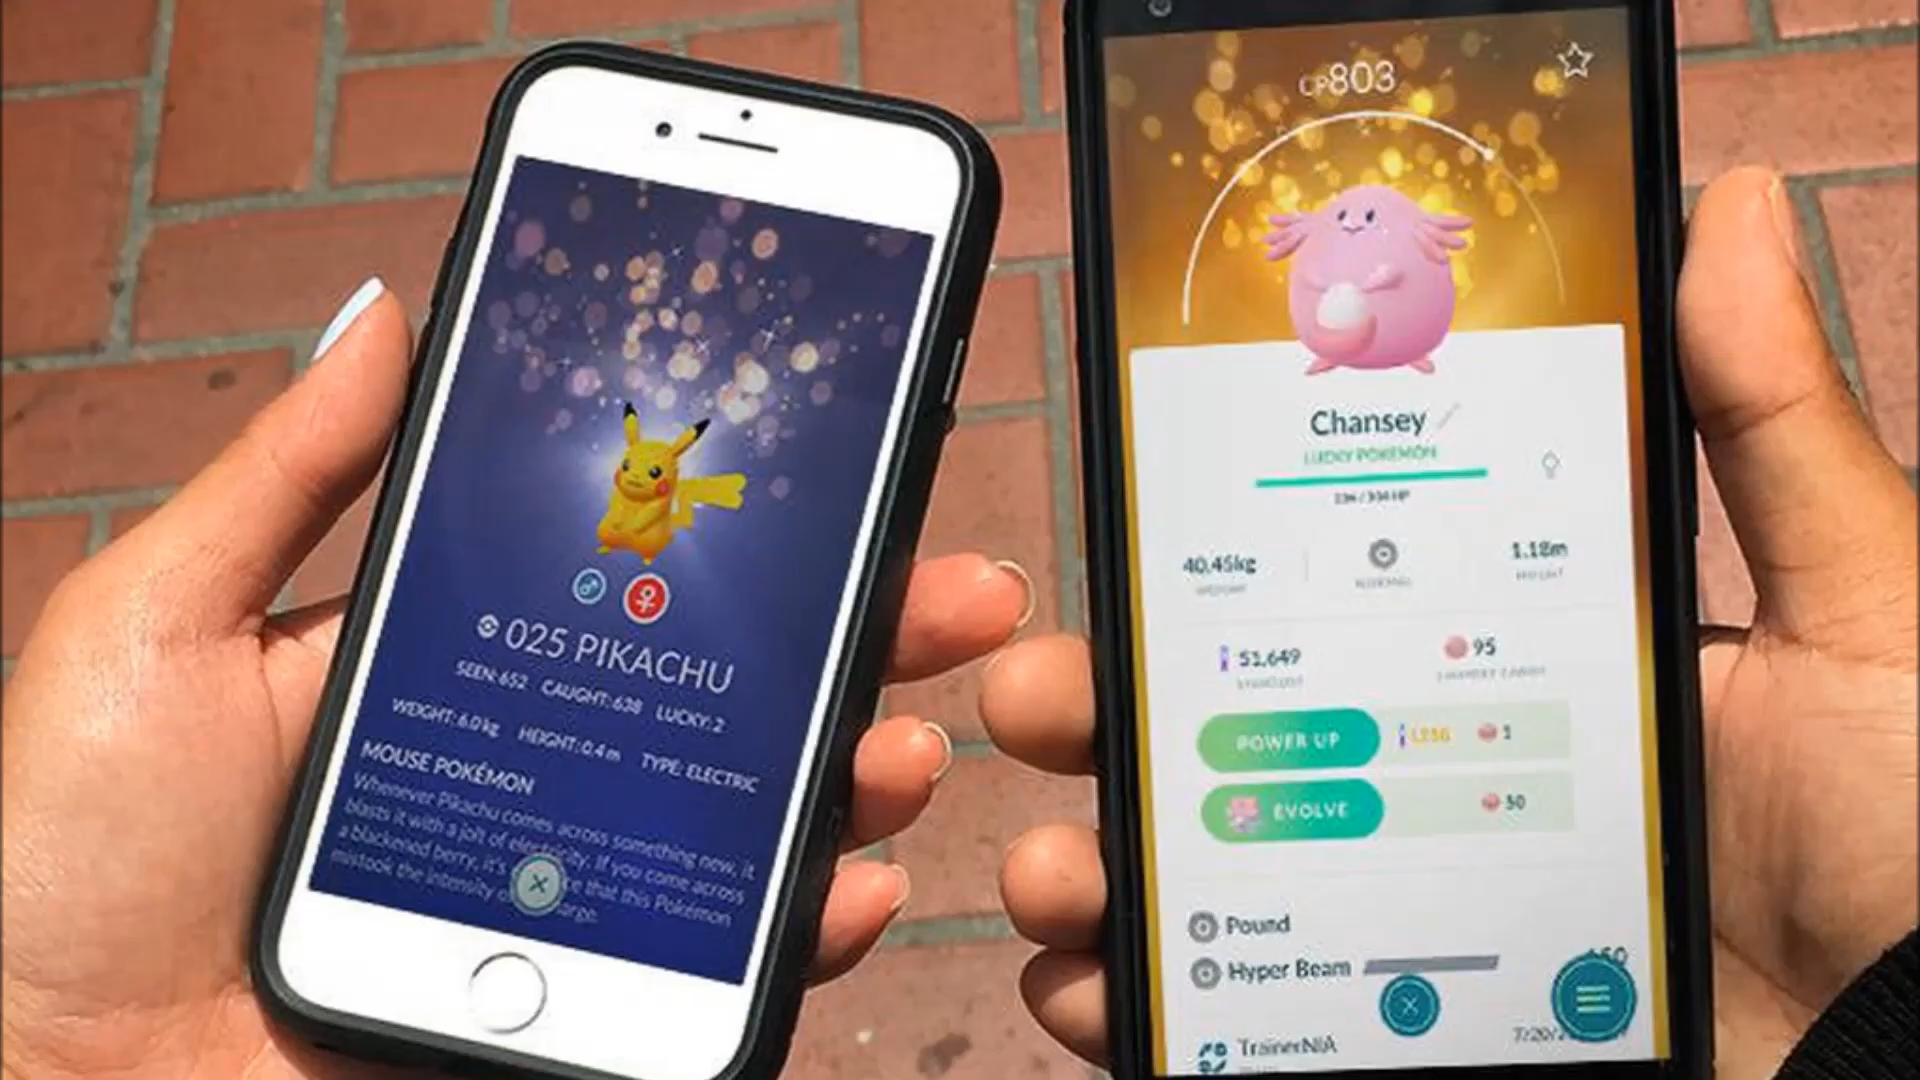 025 PIKACHU
SEEN: 652 CAUGHT: 638 LUCKY: 2
WEIGHT: 6.0 kg HEIGHT: 0.4 m TYPE: ELECTRIC
MOUSE POKÉMON
Whenever Pikachu comes across something new, it
blasts it with a jolt of electricity. If you come across
a blackened berry, it's that this Pokémon
mistook the intensity
CP803
Chansey
LUCKY POKÉMON
40.45kg
1.18m
51,649
95
POWER UP 1
EVOLVE 50
Pound
Hyper Beam
TrainerNIA